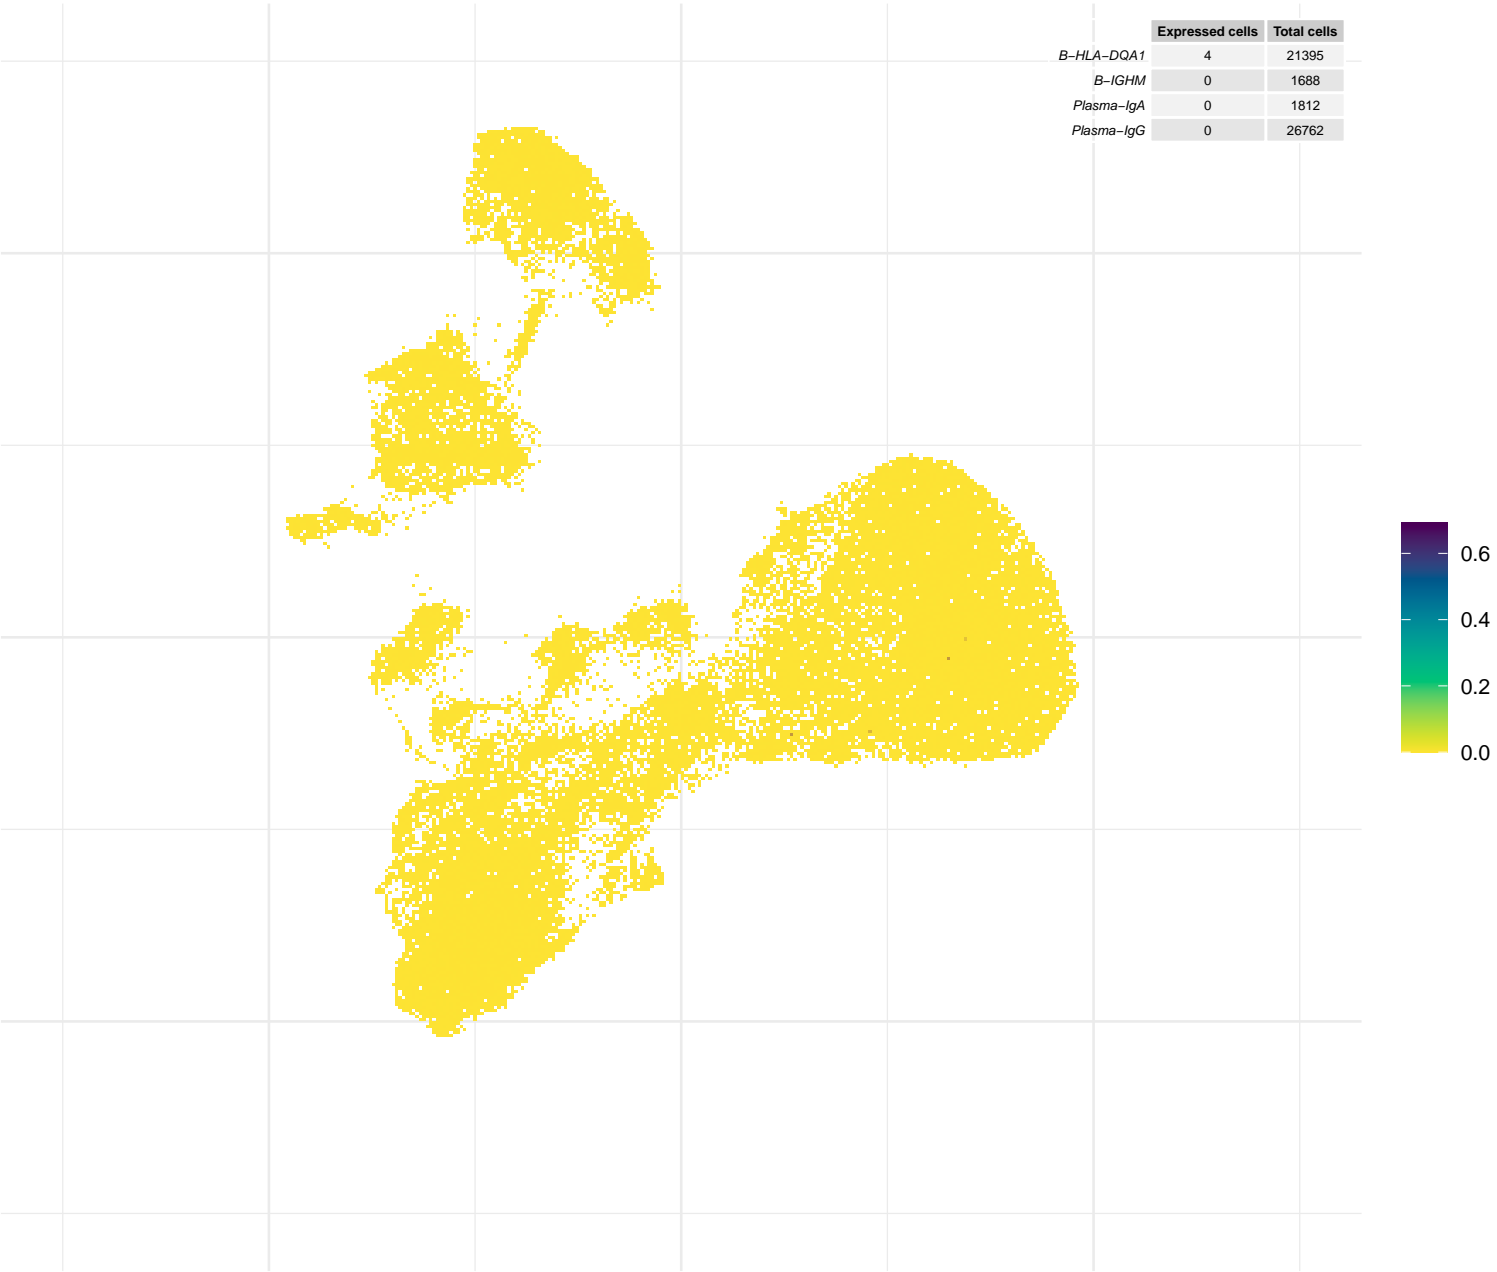 Expressed cells Total cells
B−HLA−DQA1 4 21395
B−IGHM 0 1688
Plasma−IgA 0 1812
Plasma−IgG 0 26762
0.6
0.4
0.2
0.0